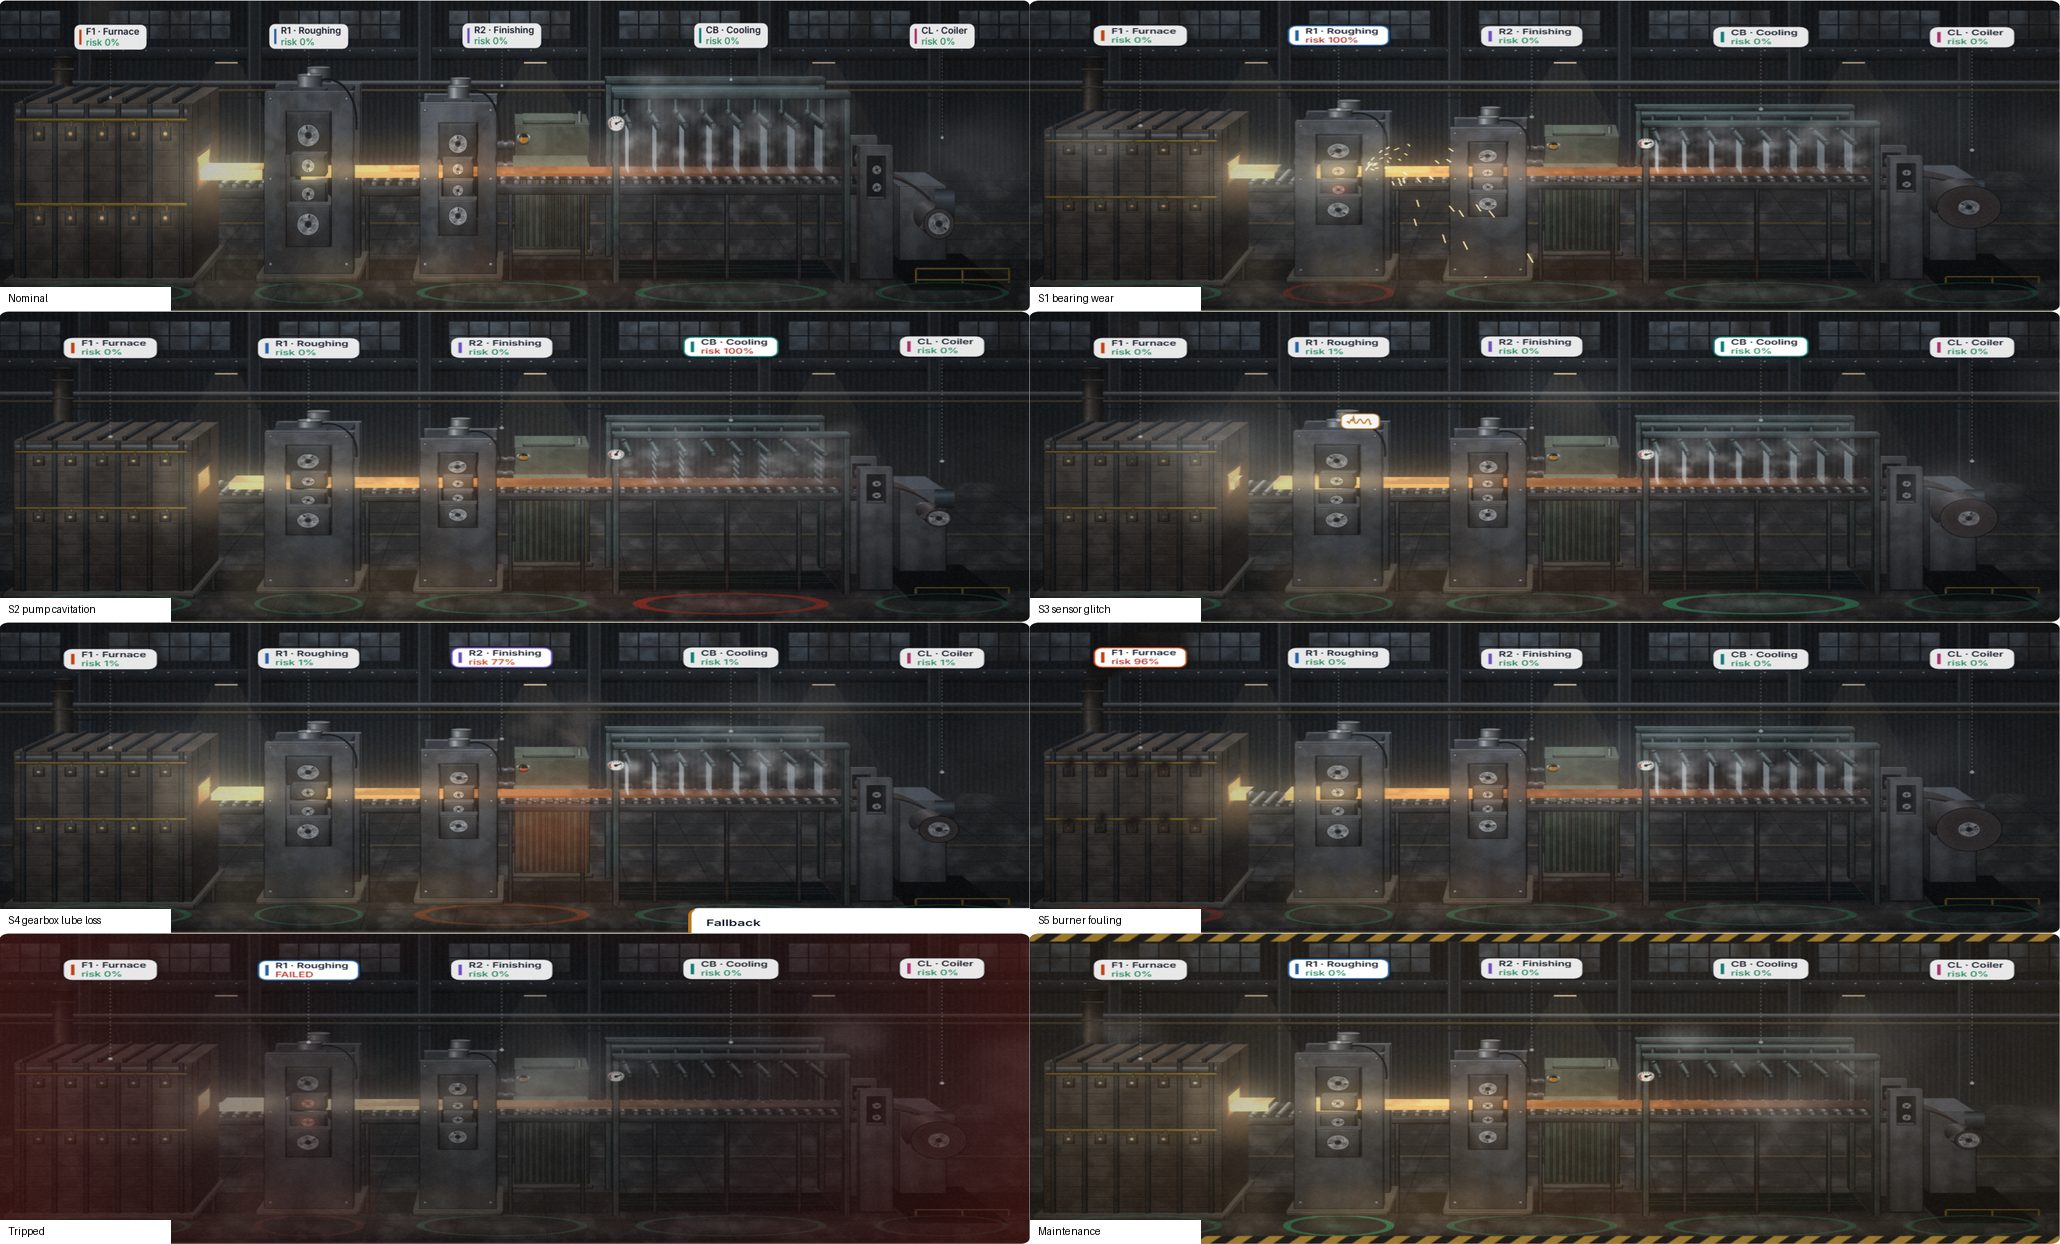 F1 · Furnace
risk 0%
R1 · Roughing
risk 0%
R2 · Finishing
risk 0%
CB · Cooling
risk 0%
CL · Coiler
risk 0%
Nominal
F1 · Furnace
risk 0%
R1 · Roughing
risk 100%
R2 · Finishing
risk 0%
CB · Cooling
risk 0%
CL · Coiler
risk 0%
S1 bearing wear
F1 · Furnace
risk 0%
R1 · Roughing
risk 0%
R2 · Finishing
risk 0%
CB · Cooling
risk 100%
CL · Coiler
risk 0%
S2 pump cavitation
F1 · Furnace
risk 0%
R1 · Roughing
risk 1%
R2 · Finishing
risk 0%
CB · Cooling
risk 0%
CL · Coiler
risk 0%
S3 sensor glitch
F1 · Furnace
risk 1%
R1 · Roughing
risk 1%
R2 · Finishing
risk 77%
CB · Cooling
risk 1%
CL · Coiler
risk 1%
S4 gearbox lube loss
Fallback
F1 · Furnace
risk 96%
R1 · Roughing
risk 0%
R2 · Finishing
risk 0%
CB · Cooling
risk 0%
CL · Coiler
risk 0%
S5 burner fouling
F1 · Furnace
risk 0%
R1 · Roughing
FAILED
R2 · Finishing
risk 0%
CB · Cooling
risk 0%
CL · Coiler
risk 0%
Tripped
F1 · Furnace
risk 0%
R1 · Roughing
risk 0%
R2 · Finishing
risk 0%
CB · Cooling
risk 0%
CL · Coiler
risk 0%
Maintenance